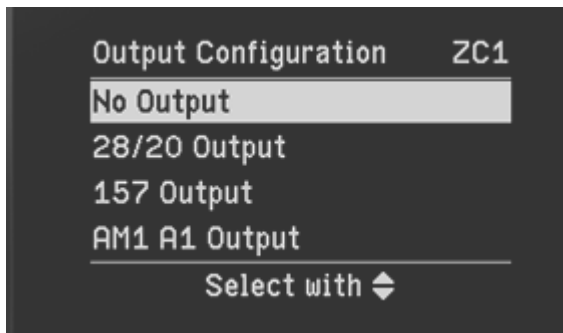 Output Configuration ZC1
No Output
28/20 Output
157 Output
AM1 A1 Output
Select with